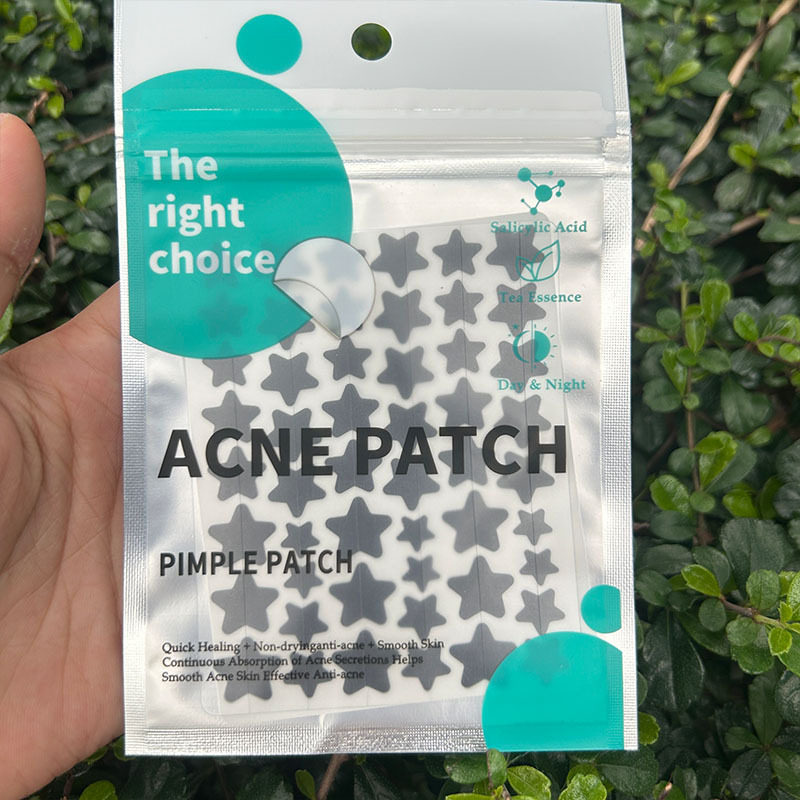 The
right
choice
Salicylic Acid
Tea Essence
Day & Night
ACNE PATCH
PIMPLE PATCH
Quick Healing + Non-dryinganti-acne + Smooth Skin
Continuous Absorption of Acne Secretions Helps
Smooth Acne Skin Effective Anti-acne